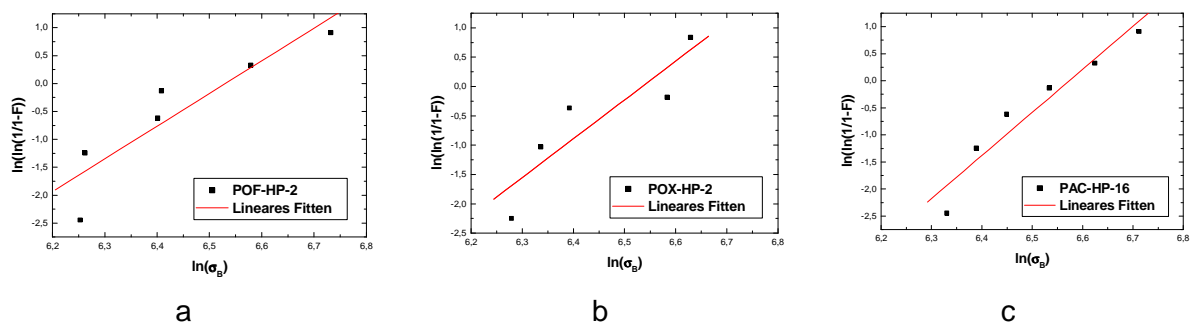 1,0
0,5
0,0
-0,5
-1,0
-1,5
-2,0
-2,5
ln(ln(1/1-F))
POF-HP-2
Lineares Fitten
6,2 6,3 6,4 6,5 6,6 6,7 6,8
ln(σB)
a
1,0
0,5
0,0
-0,5
-1,0
-1,5
-2,0
-2,5
ln(ln(1/1-F))
POX-HP-2
Lineares Fitten
6,2 6,3 6,4 6,5 6,6 6,7 6,8
ln(σB)
b
1,0
0,5
0,0
-0,5
-1,0
-1,5
-2,0
-2,5
ln(ln(1/1-F))
PAC-HP-16
Lineares Fitten
6,2 6,3 6,4 6,5 6,6 6,7 6,8
ln(σB)
c